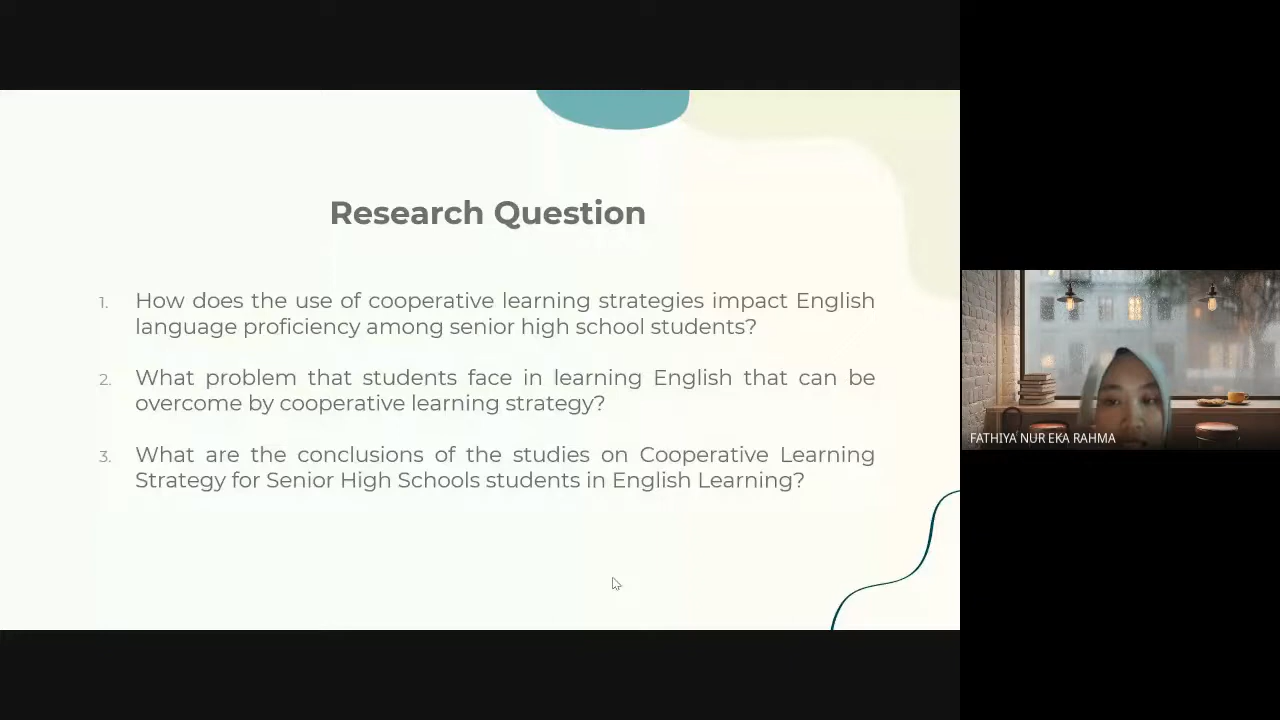 Research Question
1. How does the use of cooperative learning strategies impact English
language proficiency among senior high school students?
2. What problem that students face in learning English that can be
overcome by cooperative learning strategy?
3. What are the conclusions of the studies on Cooperative Learning
Strategy for Senior High Schools students in English Learning?
FATHIYA NUR EKA RAHMA